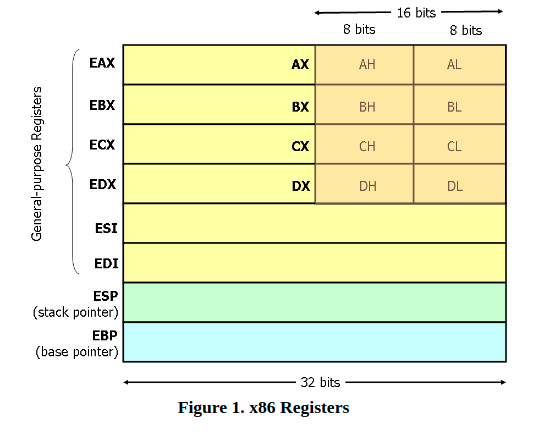 16 bits
8 bits 8 bits
General-purpose Registers
EAX AX AH AL
EBX BX BH BL
ECX CX CH CL
EDX DX DH DL
ESI
EDI
ESP
(stack pointer)
EBP
(base pointer)
32 bits
Figure 1. x86 Registers